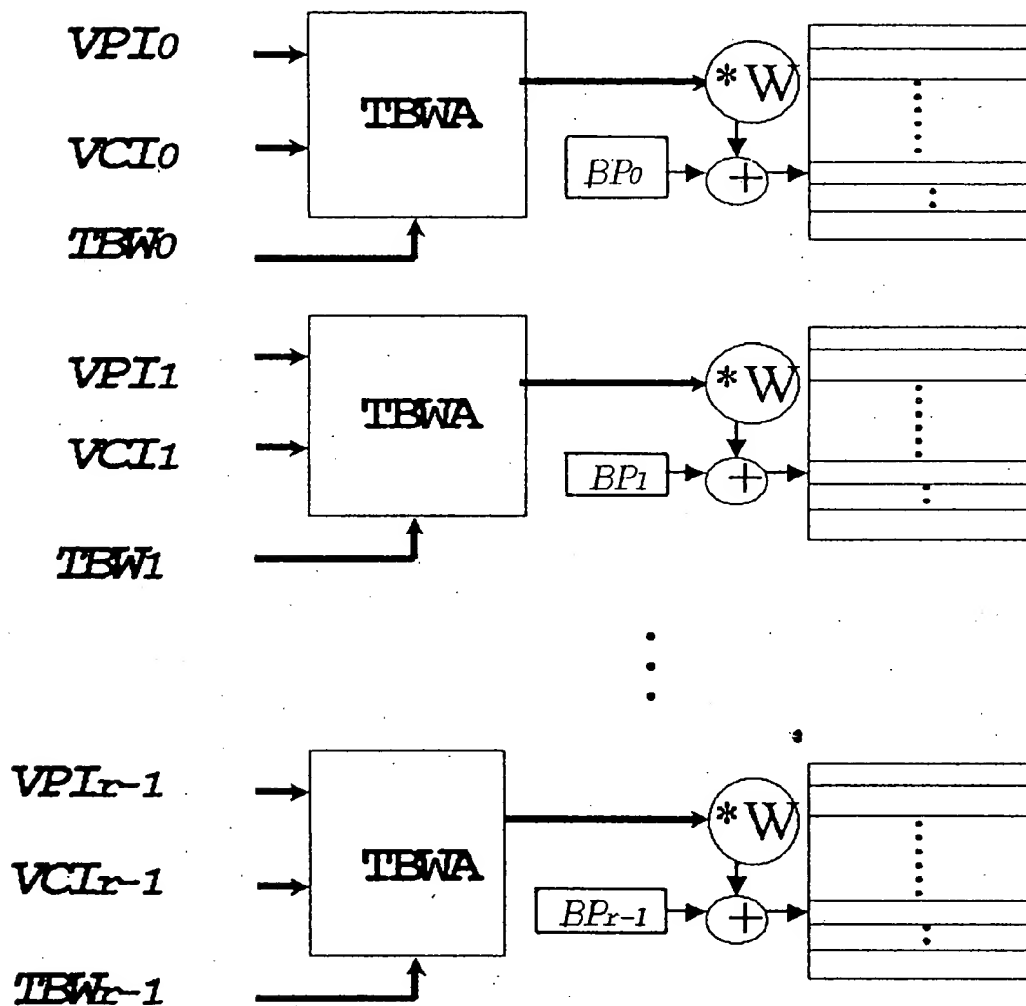 VPI0
TBWA
*W
VCI0
BP0
+
TBW0
VPI1
TBWA
*W
VCI1
BP1
+
TBW1
VPIr-1
TBWA
*W
VCIr-1
BPr-1
+
TBWr-1